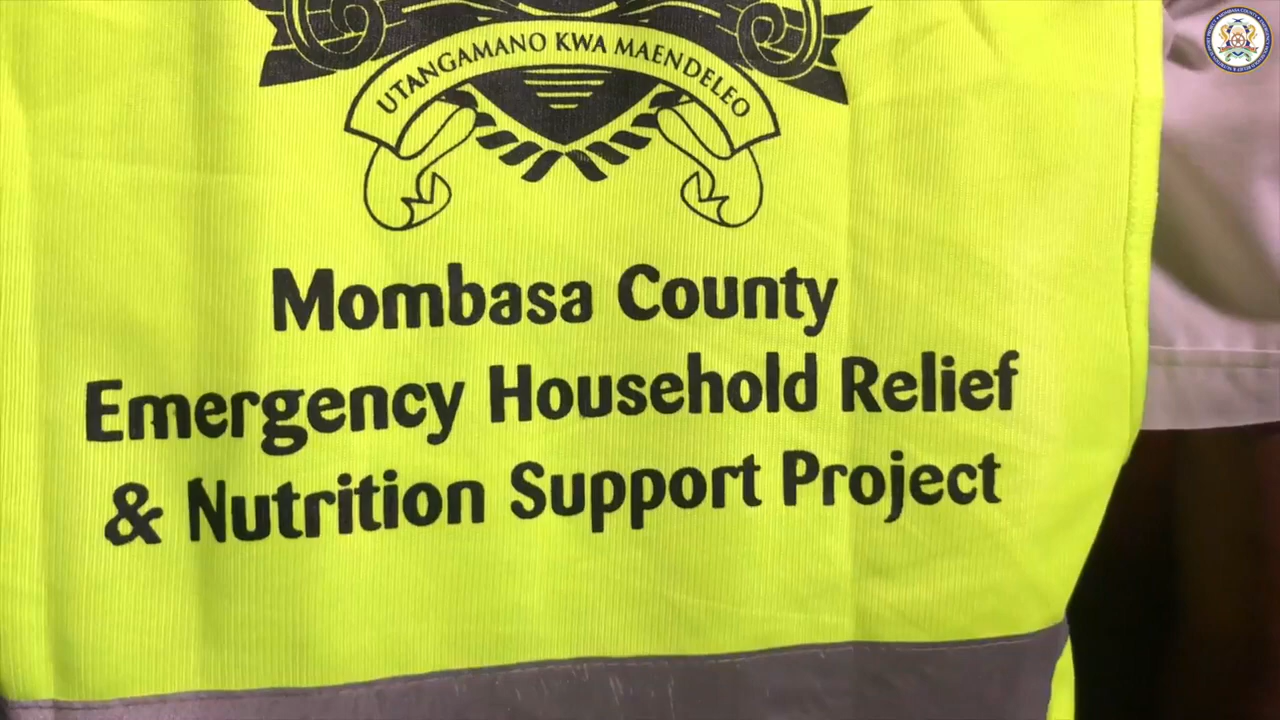 UTANGAMANO KWA MAENDELEO
Mombasa County
Emergency Household Relief
& Nutrition Support Project